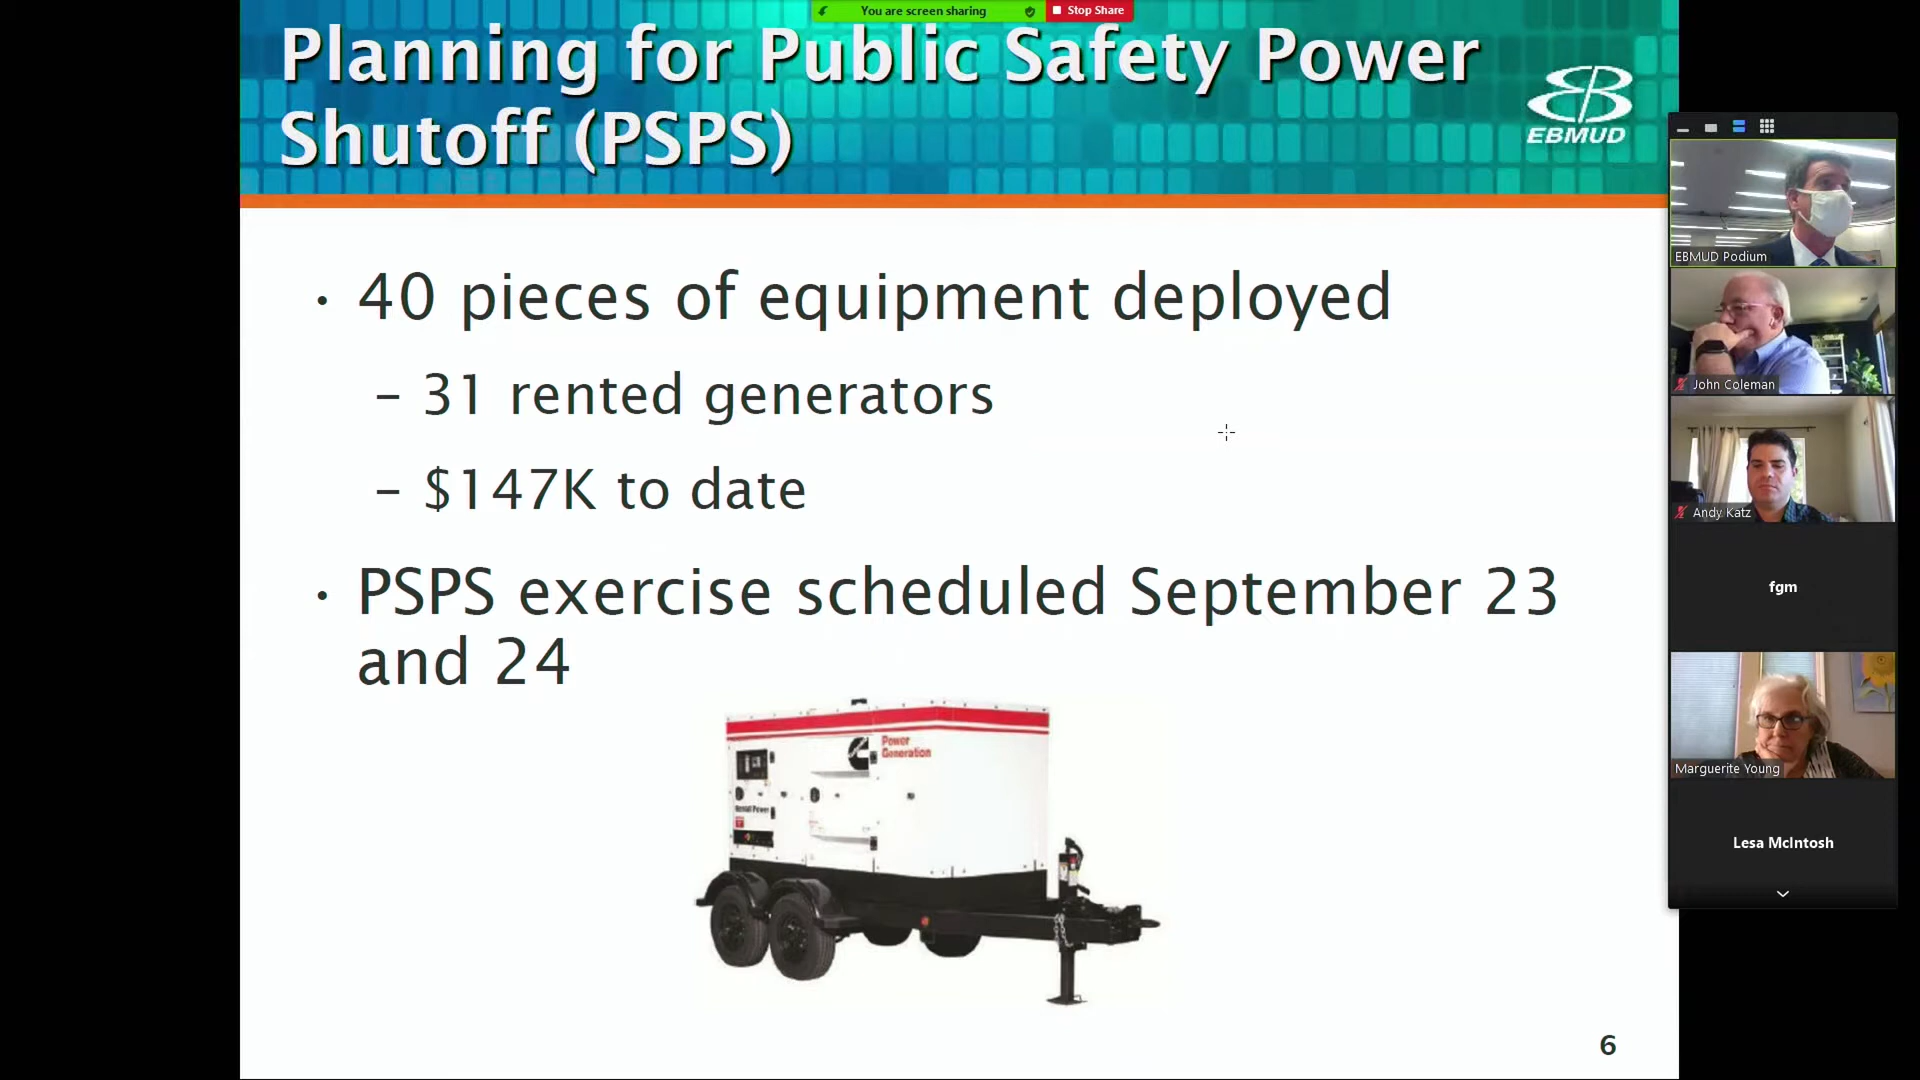 You are screen sharing
Stop Share
Planning for Public Safety Power
Shutoff (PSPS)
EBMUD
• 40 pieces of equipment deployed
– 31 rented generators
– $147K to date
• PSPS exercise scheduled September 23
and 24
Power
Generation
Rental Power
6
EBMUD Podium
John Coleman
Andy Katz
fgm
Marguerite Young
Lesa McIntosh